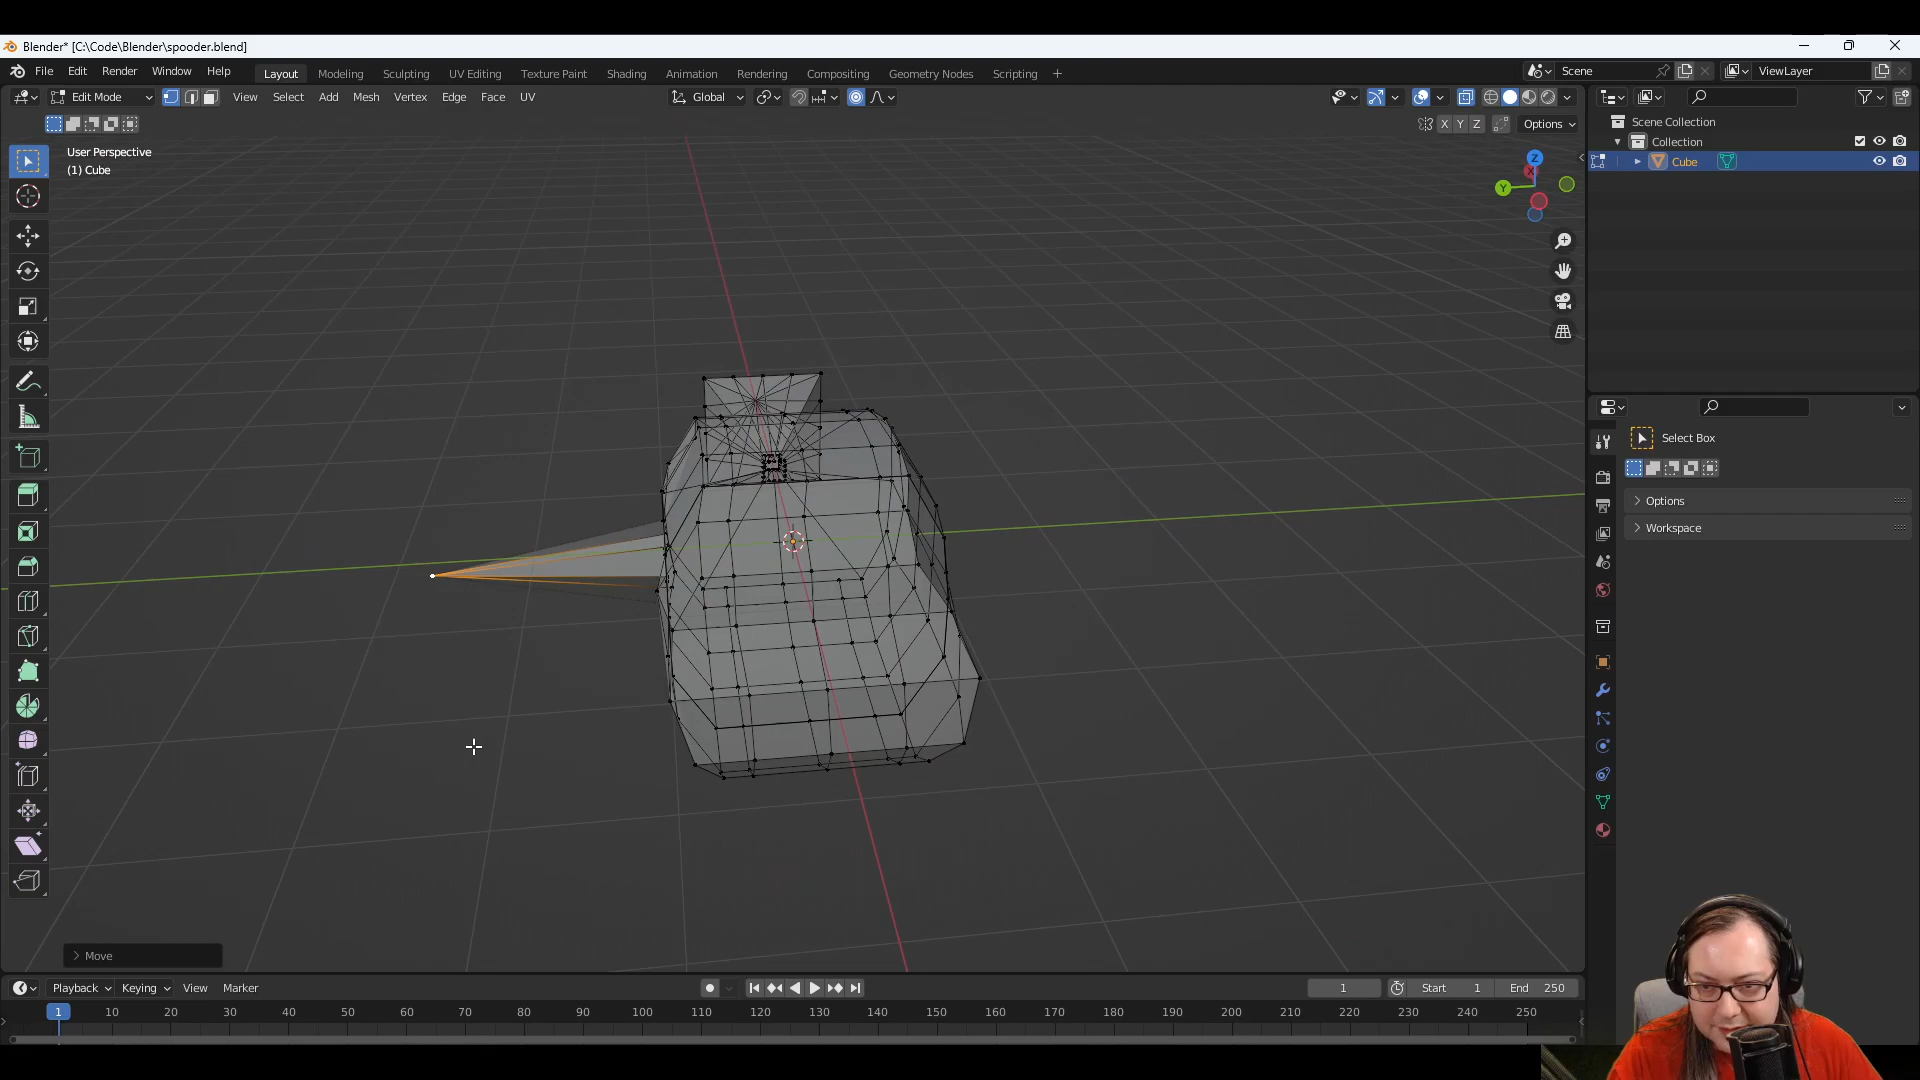 Blender* [C:\Code\Blender\spooder.blend]
File Edit Render Window Help Layout Modeling Sculpting UV Editing Texture Paint Shading Animation Rendering Compositing Geometry Nodes Scripting + Scene ViewLayer
Edit Mode View Select Add Mesh Vertex Edge Face UV Global
X Y Z Options
Scene Collection
Collection
Cube
User Perspective
(1) Cube
Z
X
Y
Select Box
Options
Workspace
Move
Playback Keying View Marker 1 Start 1 End 250
1 10 20 30 40 50 60 70 80 90 100 110 120 130 140 150 160 170 180 190 200 210 220 230 240 250